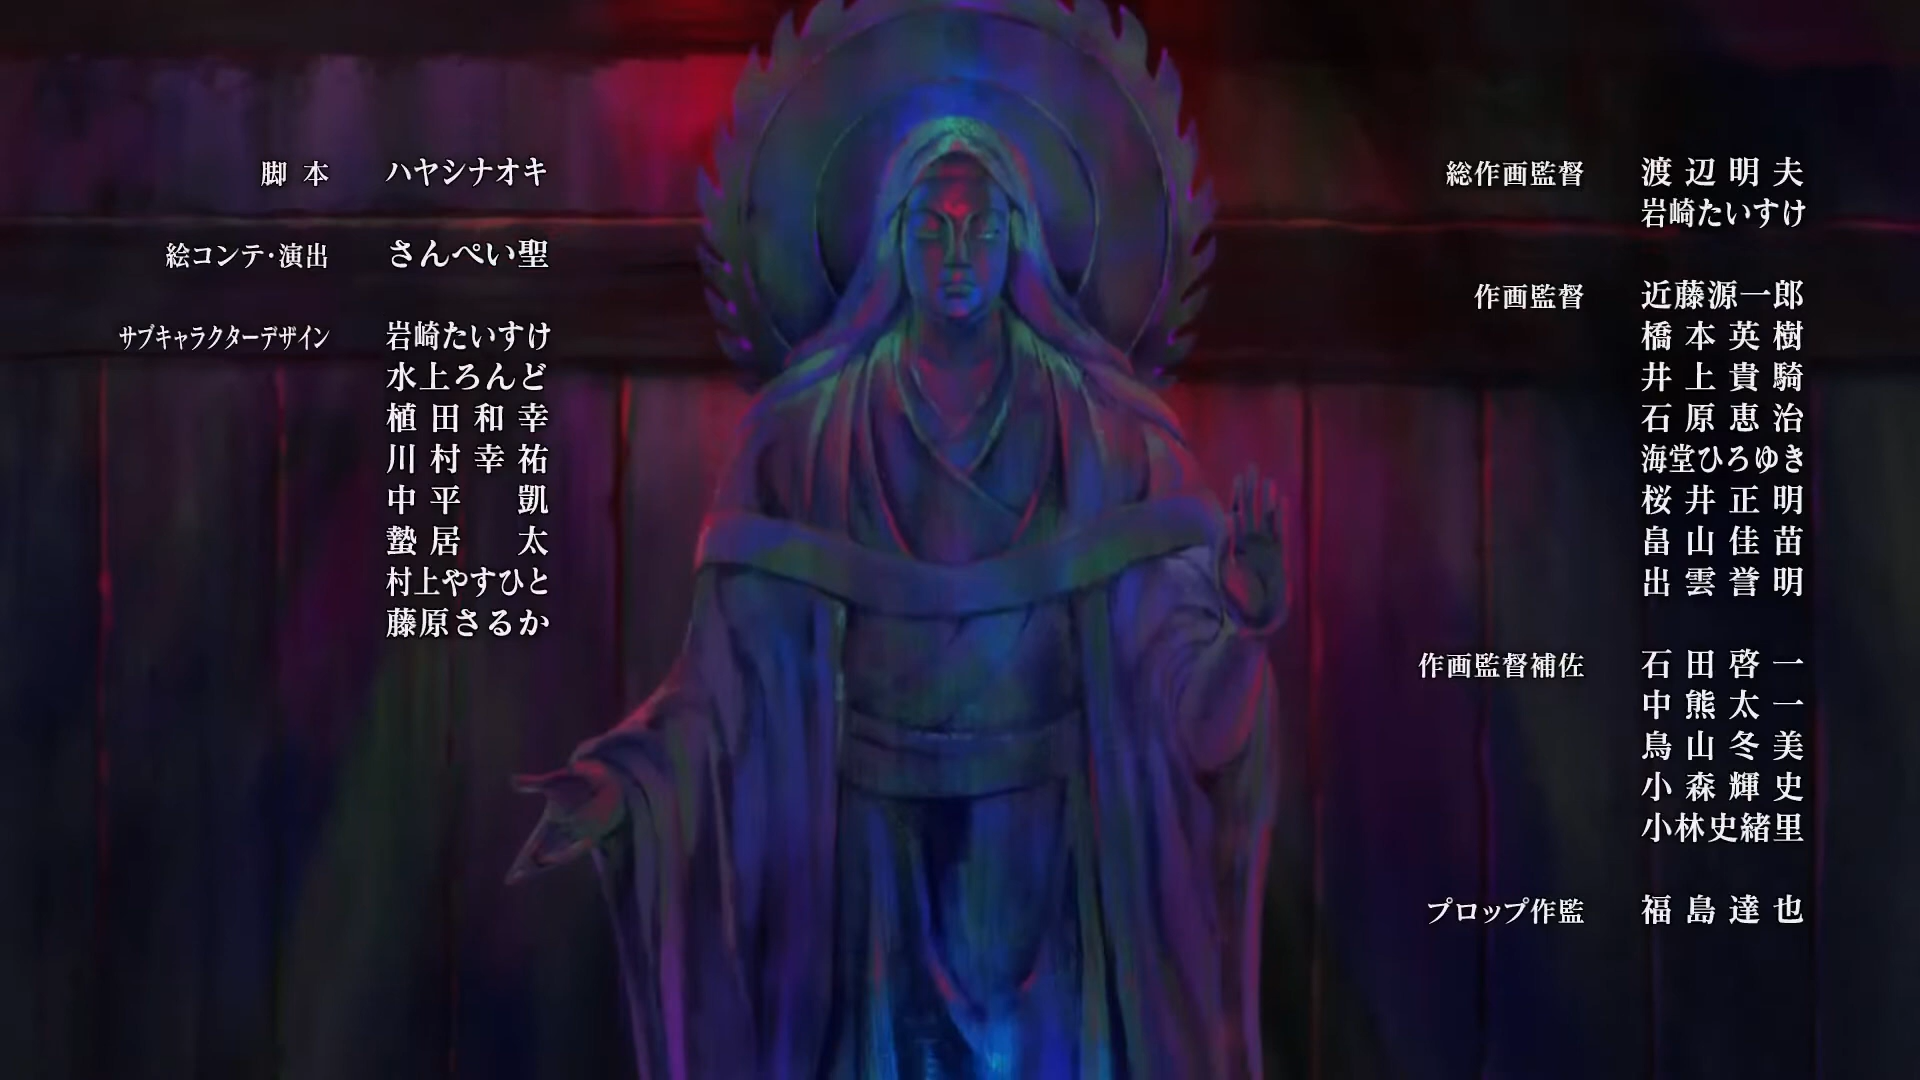 脚本 ハヤシナオキ
絵コンテ・演出 さんぺい聖
サブキャラクターデザイン 岩崎たいすけ
水上ろんど
植田和幸
川村幸祐
中平 凱
蟄居 太
村上やすひと
藤原さるか
総作画監督 渡辺明夫
岩崎たいすけ
作画監督 近藤源一郎
橋本英樹
井上貴騎
石原恵治
海堂ひろゆき
桜井正明
畠山佳苗
出雲誉明
作画監督補佐 石田啓一
中熊太一
鳥山冬美
小森輝史
小林史緒里
プロップ作監 福島達也